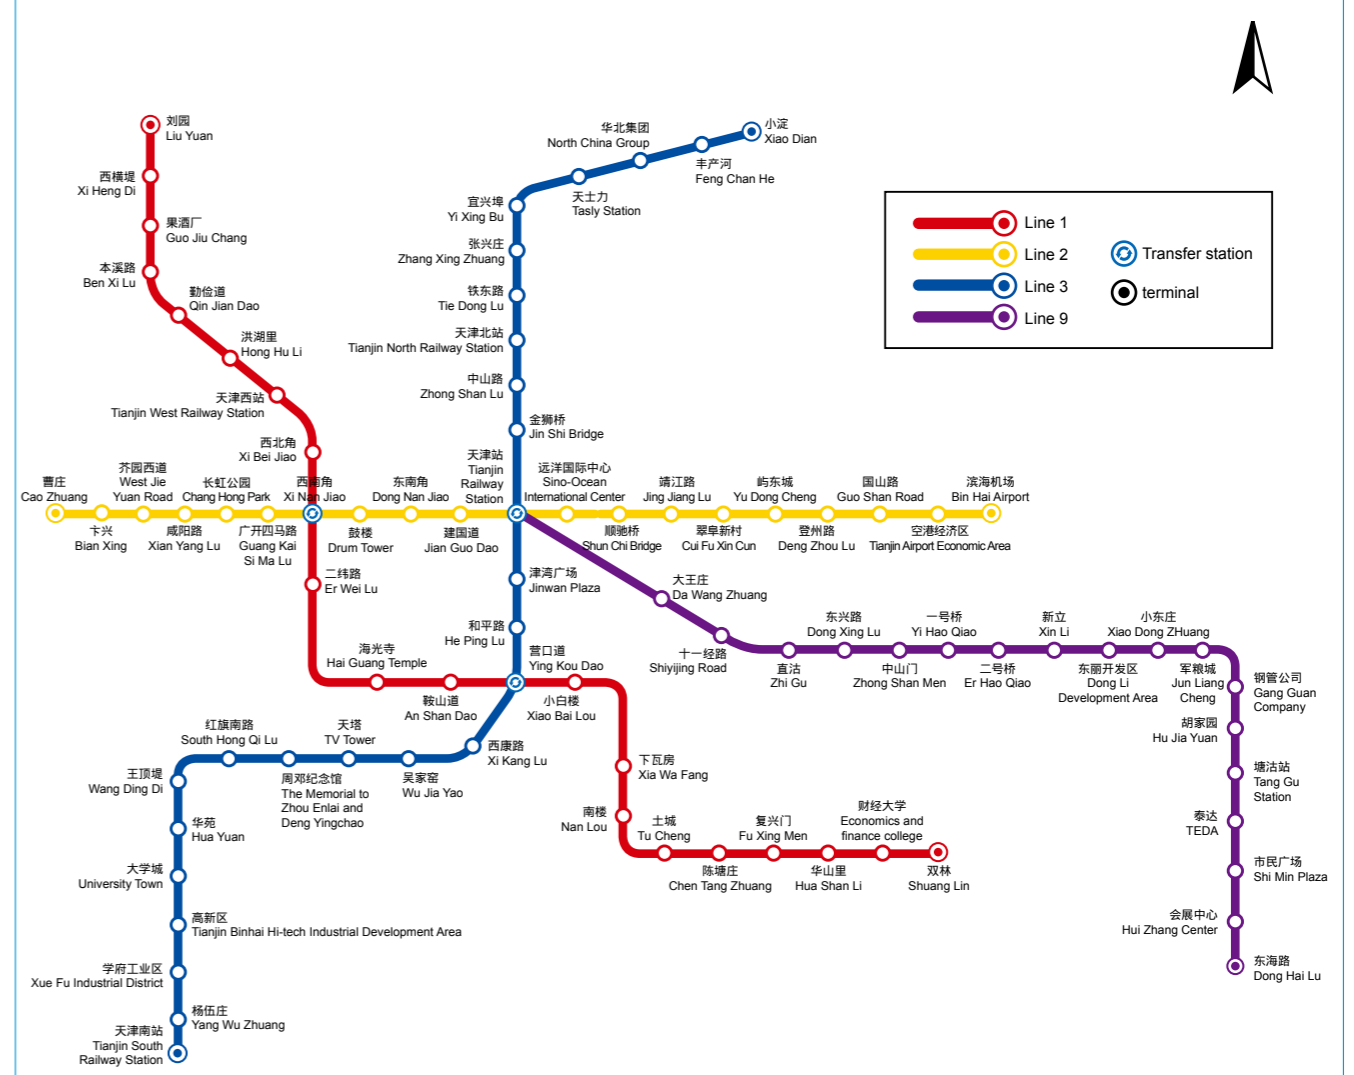 刘园
Liu Yuan
西横堤
Xi Heng Di
果酒厂
Guo Jiu Chang
本溪路
Ben Xi Lu
勤俭道
Qin Jian Dao
洪湖里
Hong Hu Li
天津西站
Tianjin West Railway Station
西北角
Xi Bei Jiao
西南角
Xi Nan Jiao
二纬路
Er Wei Lu
海光寺
Hai Guang Temple
鞍山道
An Shan Dao
营口道
Ying Kou Dao
小白楼
Xiao Bai Lou
下瓦房
Xia Wa Fang
南楼
Nan Lou
土城
Tu Cheng
陈塘庄
Chen Tang Zhuang
复兴门
Fu Xing Men
华山里
Hua Shan Li
财经大学
Economics and
finance college
双林
Shuang Lin
曹庄
Cao Zhuang
卞兴
Bian Xing
芥园西道
West Jie
Yuan Road
咸阳路
Xian Yang Lu
长虹公园
Chang Hong Park
广开四马路
Guang Kai
Si Ma Lu
鼓楼
Drum Tower
东南角
Dong Nan Jiao
建国道
Jian Guo Dao
天津站
Tianjin
Railway
Station
远洋国际中心
Sino-Ocean
International Center
顺驰桥
Shun Chi Bridge
靖江路
Jing Jiang Lu
翠阜新村
Cui Fu Xin Cun
屿东城
Yu Dong Cheng
登州路
Deng Zhou Lu
国山路
Guo Shan Road
空港经济区
Tianjin Airport Economic Area
滨海机场
Bin Hai Airport
小淀
Xiao Dian
丰产河
Feng Chan He
华北集团
North China Group
天士力
Tasly Station
宜兴埠
Yi Xing Bu
张兴庄
Zhang Xing Zhuang
铁东路
Tie Dong Lu
天津北站
Tianjin North Railway Station
中山路
Zhong Shan Lu
金狮桥
Jin Shi Bridge
津湾广场
Jinwan Plaza
和平路
He Ping Lu
西康路
Xi Kang Lu
吴家窑
Wu Jia Yao
天塔
TV Tower
周邓纪念馆
The Memorial to
Zhou Enlai and
Deng Yingchao
红旗南路
South Hong Qi Lu
王顶堤
Wang Ding Di
华苑
Hua Yuan
大学城
University Town
高新区
Tianjin Binhai Hi-tech Industrial Development Area
学府工业区
Xue Fu Industrial District
杨伍庄
Yang Wu Zhuang
天津南站
Tianjin South
Railway Station
大王庄
Da Wang Zhuang
十一经路
Shiyijing Road
直沽
Zhi Gu
东兴路
Dong Xing Lu
中山门
Zhong Shan Men
一号桥
Yi Hao Qiao
二号桥
Er Hao Qiao
新立
Xin Li
东丽开发区
Dong Li
Development Area
小东庄
Xiao Dong ZHuang
军粮城
Jun Liang
Cheng
钢管公司
Gang Guan
Company
胡家园
Hu Jia Yuan
塘沽站
Tang Gu
Station
泰达
TEDA
市民广场
Shi Min Plaza
会展中心
Hui Zhang Center
东海路
Dong Hai Lu
Line 1
Line 2
Line 3
Line 9
Transfer station
terminal